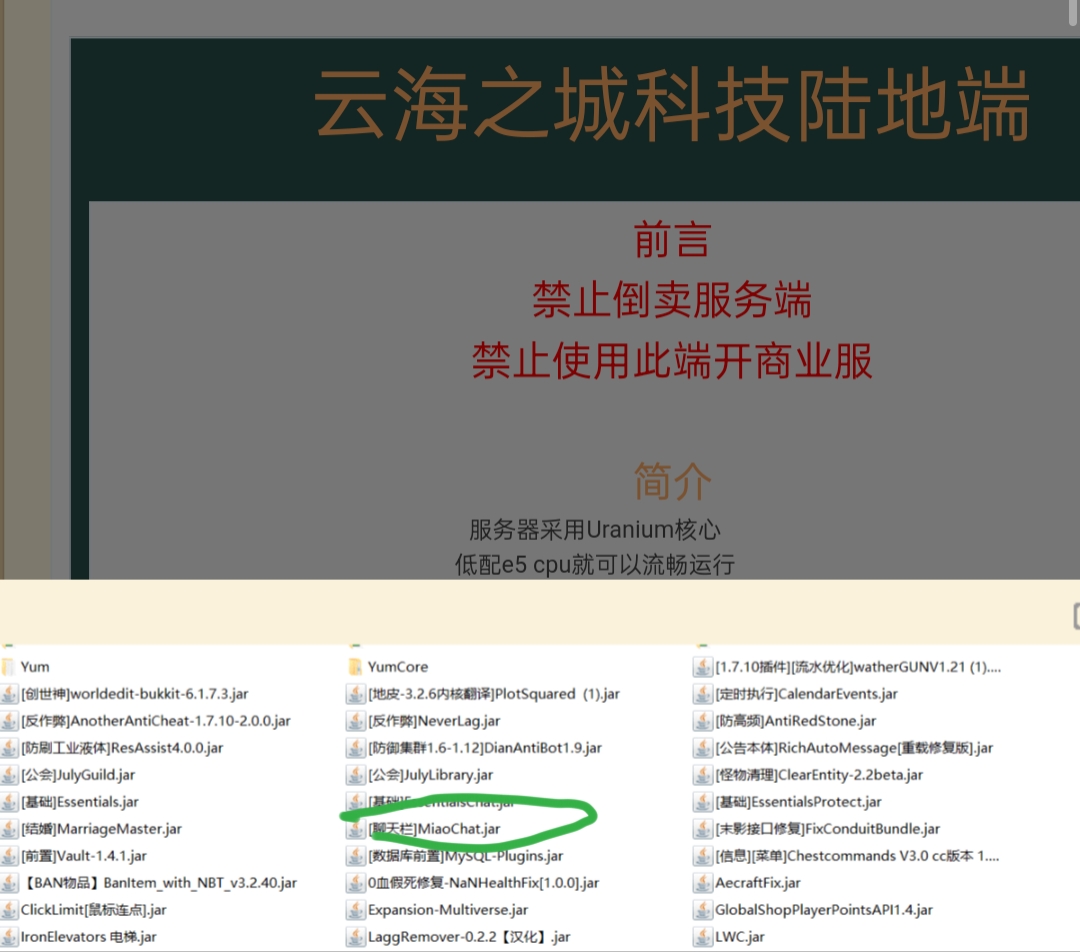 云海之城科技陆地端
前言
禁止倒卖服务端
禁止使用此端开商业服
简介
服务器采用Uranium核心
低配e5 cpu就可以流畅运行
Yum
YumCore
[1.7.10插件][流水优化]watherGUNV1.21 (1)....
[创世神]worldedit-bukkit-6.1.7.3.jar
[地皮-3.2.6内核翻译]PlotSquared (1).jar
[定时执行]CalendarEvents.jar
[反作弊]AnotherAntiCheat-1.7.10-2.0.0.jar
[反作弊]NeverLag.jar
[防高频]AntiRedStone.jar
[防刷工业液体]ResAssist4.0.0.jar
[防御集群1.6-1.12]DianAntiBot1.9.jar
[公告本体]RichAutoMessage[重载修复版].jar
[公会]JulyGuild.jar
[公会]JulyLibrary.jar
[怪物清理]ClearEntity-2.2beta.jar
[基础]Essentials.jar
[基础]EssentialsChat.jar
[基础]EssentialsProtect.jar
[结婚]MarriageMaster.jar
[聊天栏]MiaoChat.jar
[末影接口修复]FixConduitBundle.jar
[前置]Vault-1.4.1.jar
[数据库前置]MySQL-Plugins.jar
[信息][菜单]Chestcommands V3.0 cc版本 1....
【BAN物品】BanItem_with_NBT_v3.2.40.jar
0血假死修复-NaNHealthFix[1.0.0].jar
AecraftFix.jar
ClickLimit[鼠标连点].jar
Expansion-Multiverse.jar
GlobalShopPlayerPointsAPI1.4.jar
IronElevators 电梯.jar
LaggRemover-0.2.2【汉化】.jar
LWC.jar